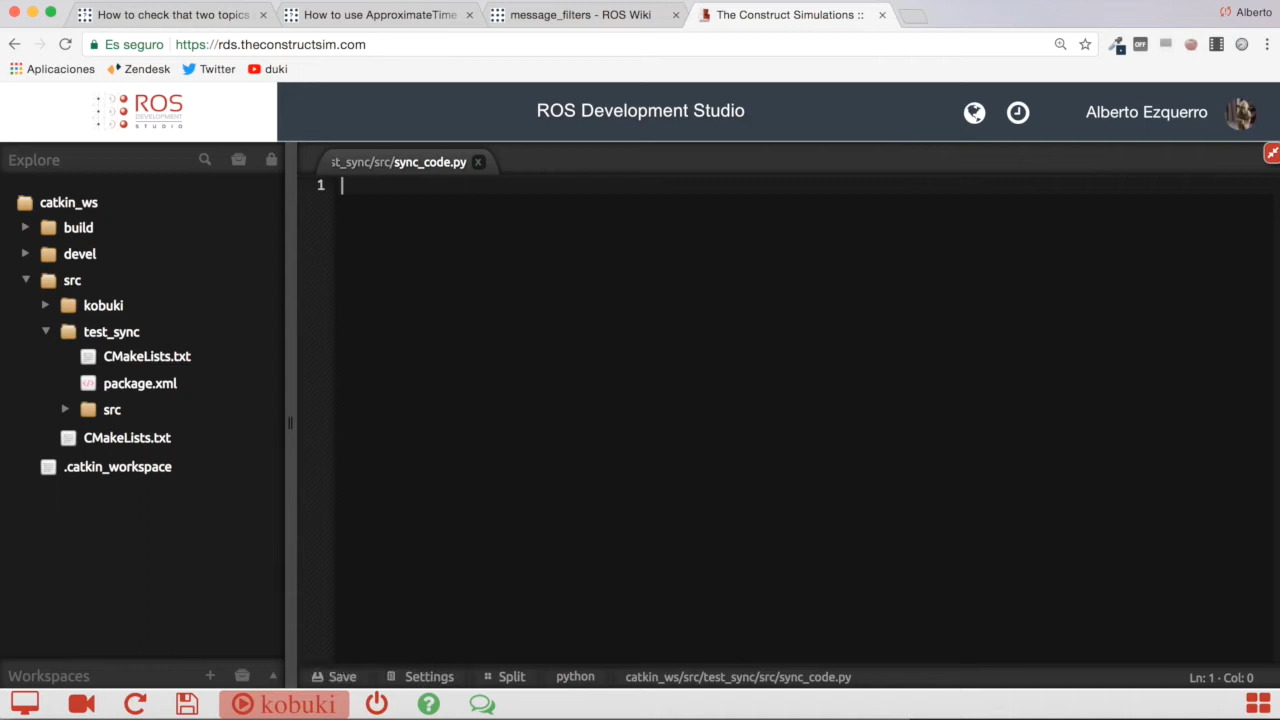 How to check that two topics
How to use ApproximateTime
message_filters - ROS Wiki
The Construct Simulations ::
Alberto
Es seguro
https://rds.theconstructsim.com
OFF
Aplicaciones
Zendesk
Twitter
duki
ROS
DEVELOPMENT
STUDIO
ROS Development Studio
Alberto Ezquerro
Explore
st_sync/src/sync_code.py
x
1
catkin_ws
build
devel
src
kobuki
test_sync
CMakeLists.txt
package.xml
src
CMakeLists.txt
.catkin_workspace
Workspaces
Save
Settings
Split
python
catkin_ws/src/test_sync/src/sync_code.py
Ln: 1 · Col: 0
kobuki